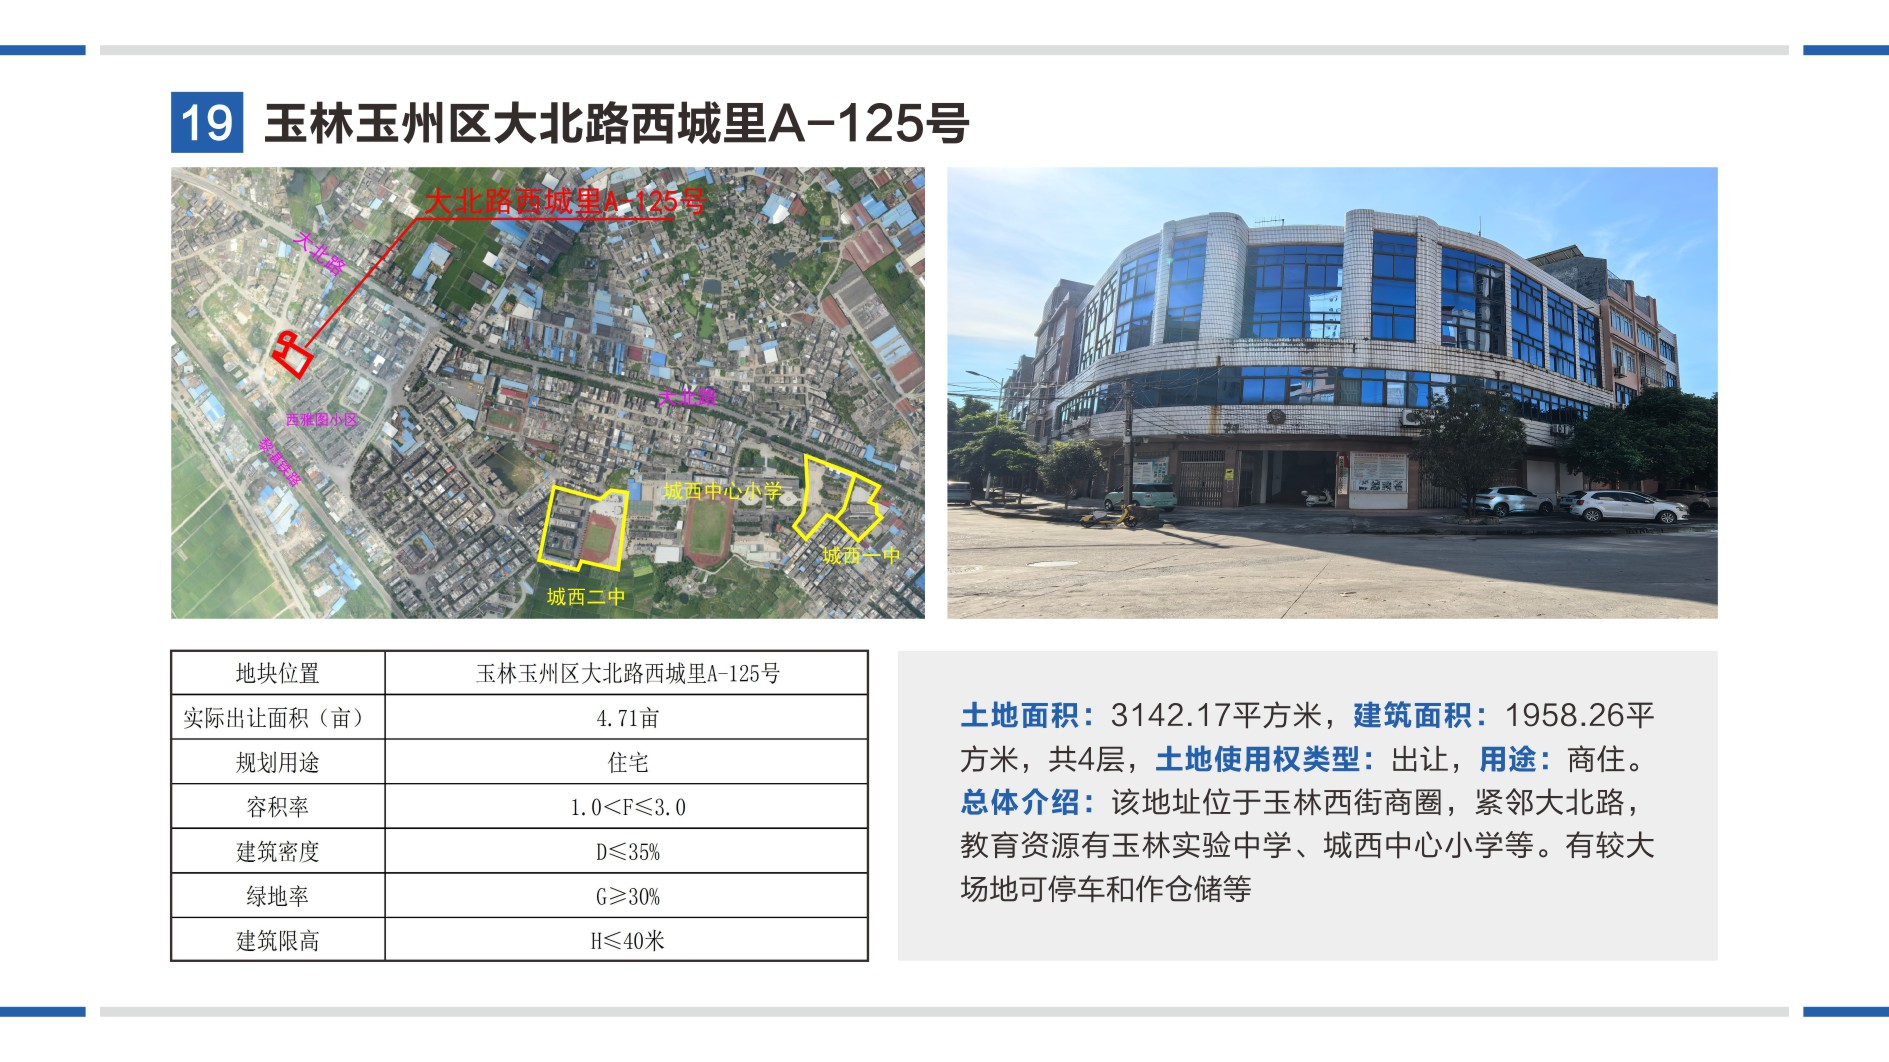 19 玉林玉州区大北路西城里A-125号
大北路西城里A-125号
大北路
大北路
西雅图小区
黎湛铁路
城西中心小学
城西一中
城西二中
地块位置 玉林玉州区大北路西城里A-125号
实际出让面积（亩） 4.71亩
规划用途 住宅
容积率 1.0<F≤3.0
建筑密度 D≤35%
绿地率 G≥30%
建筑限高 H≤40米
土地面积：3142.17平方米，建筑面积：1958.26平
方米，共4层，土地使用权类型：出让，用途：商住。
总体介绍：该地址位于玉林西街商圈，紧邻大北路，
教育资源有玉林实验中学、城西中心小学等。有较大
场地可停车和作仓储等